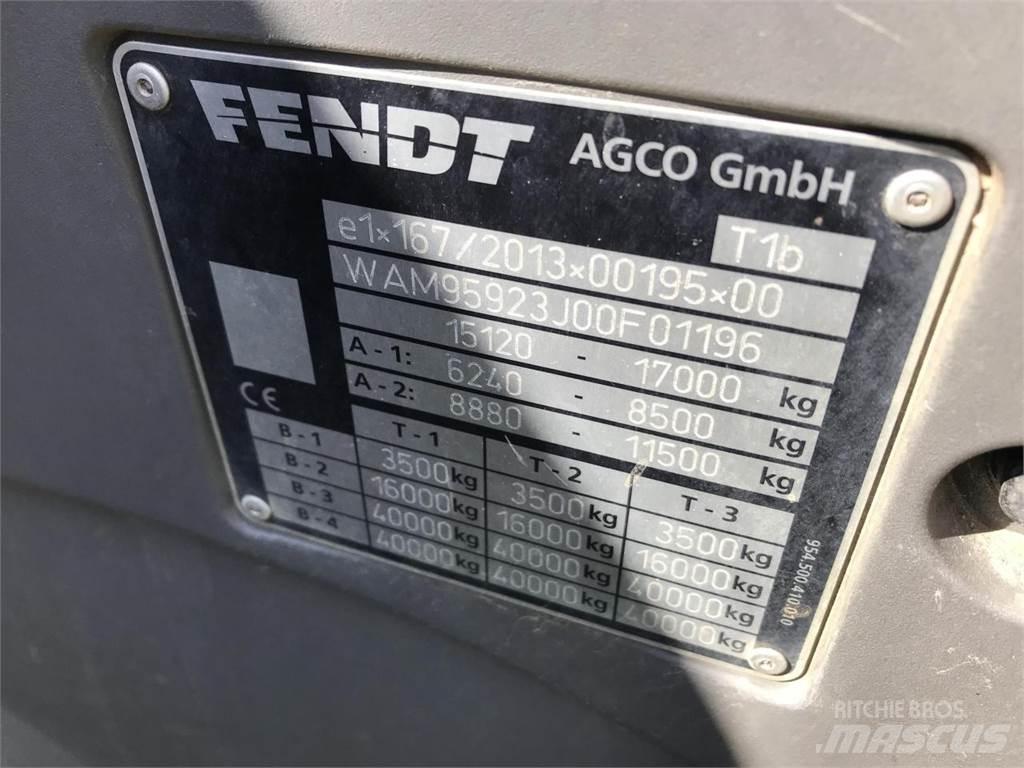 FENDT AGCO GmbH
e1×167/2013×00195×00 T1b
WAM95923J00F01196
15120 - 17000 kg
A-1: 6240 - 8500 kg
A-2: 8880 - 11500 kg
CE
T-1 T-2 T-3
B-1 3500kg 3500kg 3500kg
B-2 16000kg 16000kg 16000kg
B-3 40000kg 40000kg 40000kg
B-4 40000kg 40000kg 40000kg
954.500.410.010
RITCHIE BROS.
MASCUS